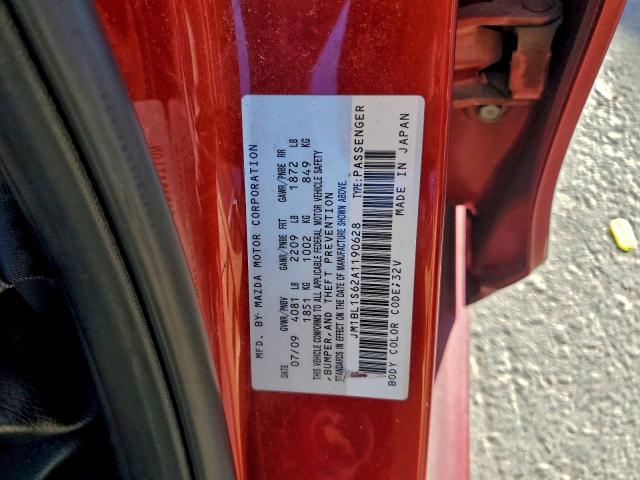 MFD. BY MAZDA MOTOR CORPORATION
DATE GVWR/PNBV GAWR/PNBE FRT GAWR/PNBE RR
07/09 4081 LB 2209 LB 1872 LB
1851 KG 1002 KG 849 KG
THIS VEHICLE CONFORMS TO ALL APPLICABLE FEDERAL MOTOR VEHICLE SAFETY
,BUMPER,AND THEFT PREVENTION
STANDARDS IN EFFECT ON THE DATE OF MANUFACTURE SHOWN ABOVE.
JM1BL1S62A1190628 TYPE:PASSENGER
BODY COLOR CODE;32V MADE IN JAPAN